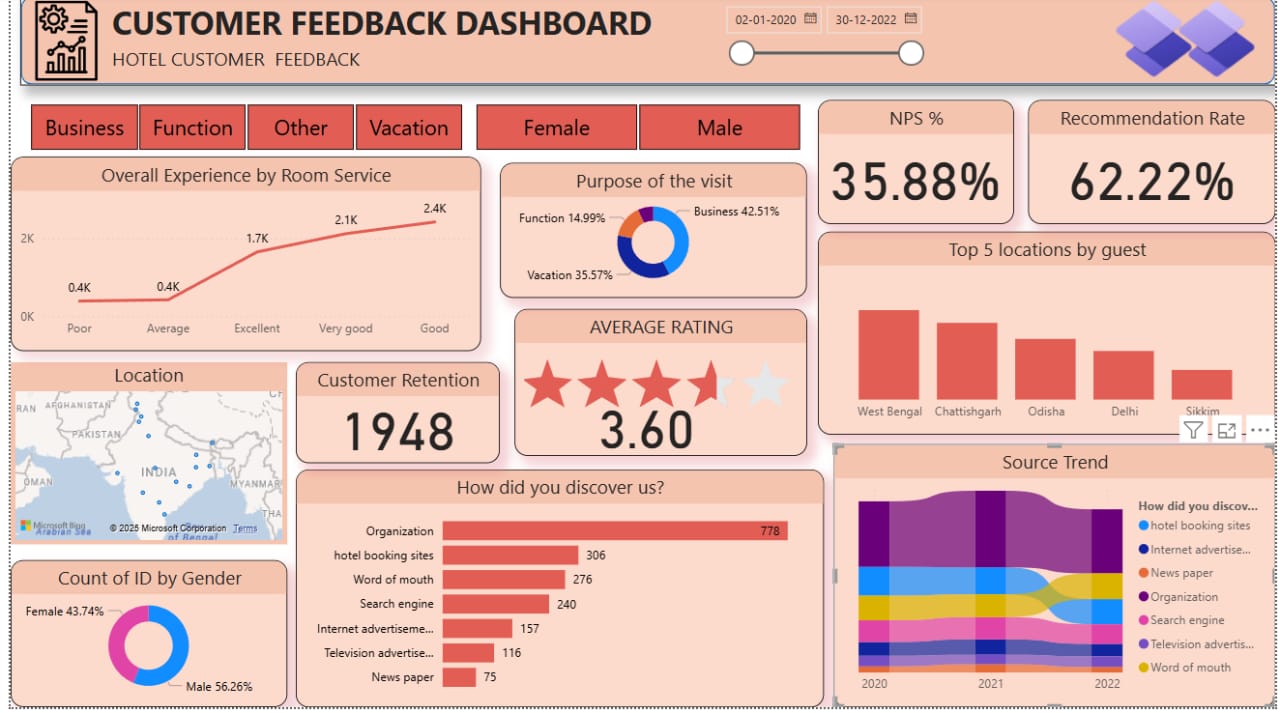 CUSTOMER FEEDBACK DASHBOARD
HOTEL CUSTOMER FEEDBACK
02-01-2020
30-12-2022
Business
Function
Other
Vacation
Female
Male
NPS %
35.88%
Recommendation Rate
62.22%
Overall Experience by Room Service
2K
0K
0.4K
0.4K
1.7K
2.1K
2.4K
Poor
Average
Excellent
Very good
Good
Purpose of the visit
Function 14.99%
Business 42.51%
Vacation 35.57%
Top 5 locations by guest
West Bengal
Chattishgarh
Odisha
Delhi
Sikkim
AVERAGE RATING
3.60
Location
RAN
AFGHANISTAN
PAKISTAN
OMAN
INDIA
MYANMAR
THA
CH
Microsoft Bing
Arabian Sea
© 2025 Microsoft Corporation
Terms
of Bengal
Customer Retention
1948
How did you discover us?
Organization 778
hotel booking sites 306
Word of mouth 276
Search engine 240
Internet advertiseme... 157
Television advertise... 116
News paper 75
Count of ID by Gender
Female 43.74%
Male 56.26%
Source Trend
2020
2021
2022
How did you discov...
hotel booking sites
Internet advertise...
News paper
Organization
Search engine
Television advertis...
Word of mouth